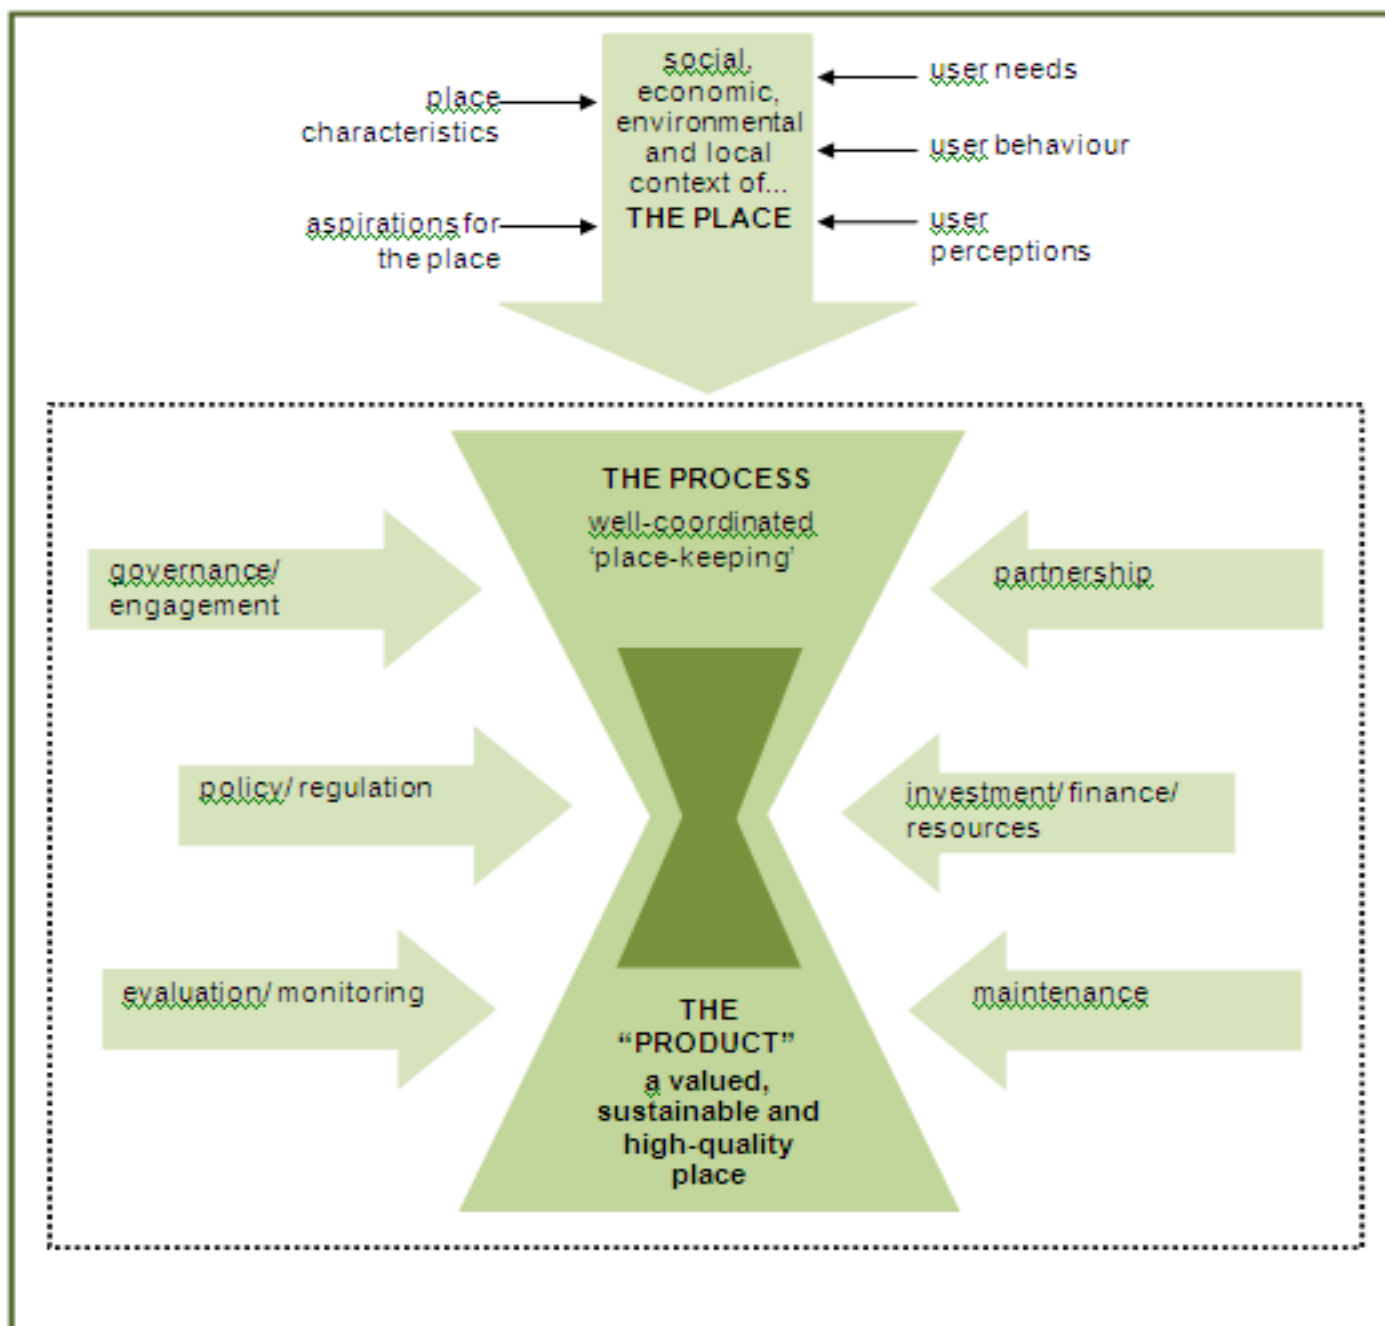 social,
economic,
environmental
and local
context of...
THE PLACE
place
characteristics
aspirations for
the place
user needs
user behaviour
user
perceptions
THE PROCESS
well-coordinated
‘place-keeping’
governance/
engagement
partnership
policy/ regulation
investment/ finance/
resources
evaluation/ monitoring
maintenance
THE
“PRODUCT”
a valued,
sustainable and
high-quality
place